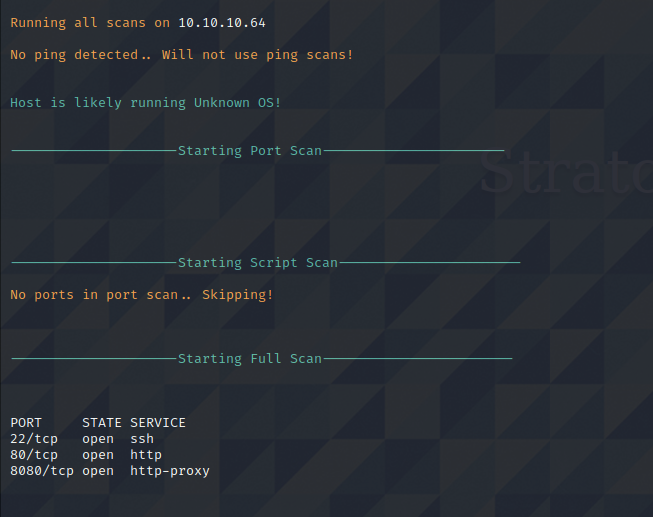 Running all scans on 10.10.10.64
No ping detected.. Will not use ping scans!
Host is likely running Unknown OS!
---------------------Starting Port Scan-----------------------
Strato
---------------------Starting Script Scan-----------------------
No ports in port scan.. Skipping!
---------------------Starting Full Scan------------------------
PORT STATE SERVICE
22/tcp open ssh
80/tcp open http
8080/tcp open http-proxy